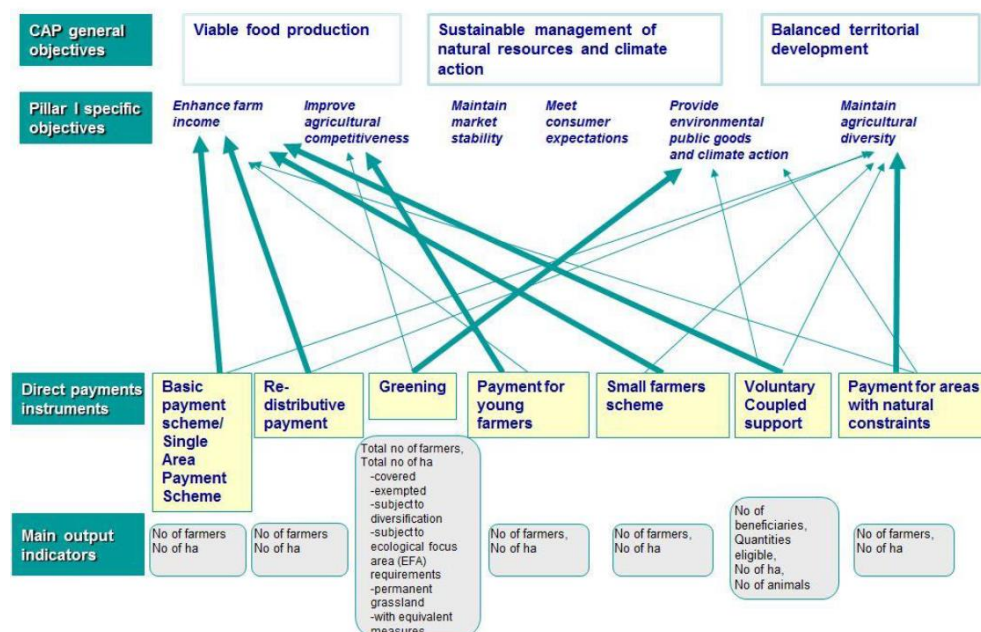 CAP general
objectives
Viable food production
Sustainable management of
natural resources and climate
action
Balanced territorial
development
Pillar I specific
objectives
Enhance farm
income
Improve
agricultural
competitiveness
Maintain
market
stability
Meet
consumer
expectations
Provide
environmental
public goods
and climate action
Maintain
agricultural
diversity
Direct payments
instruments
Basic
payment
scheme/
Single
Area
Payment
Scheme
Re-
distributive
payment
Greening
Payment for
young
farmers
Small farmers
scheme
Voluntary
Coupled
support
Payment for areas
with natural
constraints
Main output
indicators
No of farmers
No of ha
No of farmers
No of ha
Total no of farmers,
Total no of ha
-covered
-exempted
-subject to
diversification
-subject to
ecological focus
area (EFA)
requirements
-permanent
grassland
-with equivalent
measures
No of farmers,
No of ha
No of farmers,
No of ha
No of
beneficiaries,
Quantities
eligible,
No of ha,
No of animals
No of farmers,
No of ha